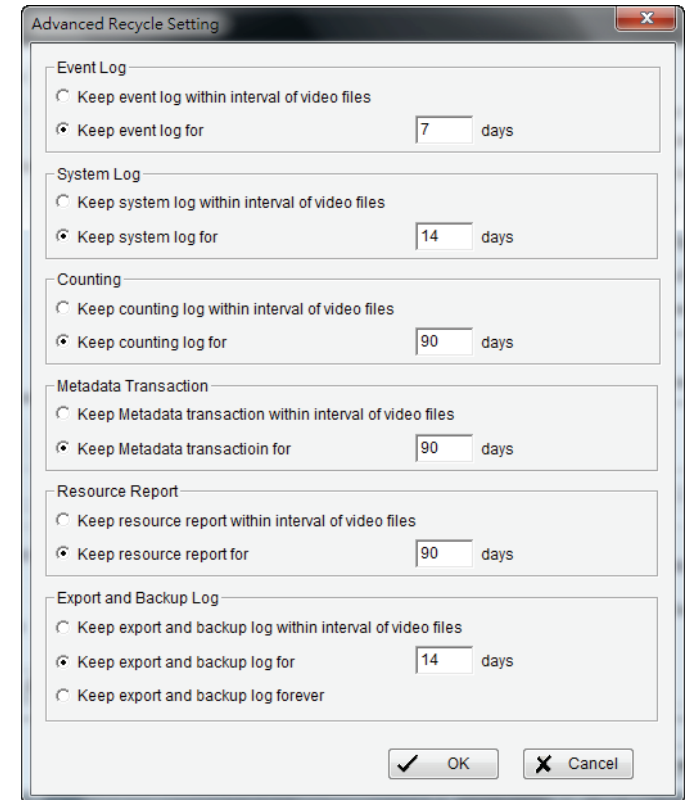 Advanced Recycle Setting
Event Log
Keep event log within interval of video files
Keep event log for 7 days
System Log
Keep system log within interval of video files
Keep system log for 14 days
Counting
Keep counting log within interval of video files
Keep counting log for 90 days
Metadata Transaction
Keep Metadata transaction within interval of video files
Keep Metadata transactioin for 90 days
Resource Report
Keep resource report within interval of video files
Keep resource report for 90 days
Export and Backup Log
Keep export and backup log within interval of video files
Keep export and backup log for 14 days
Keep export and backup log forever
OK Cancel